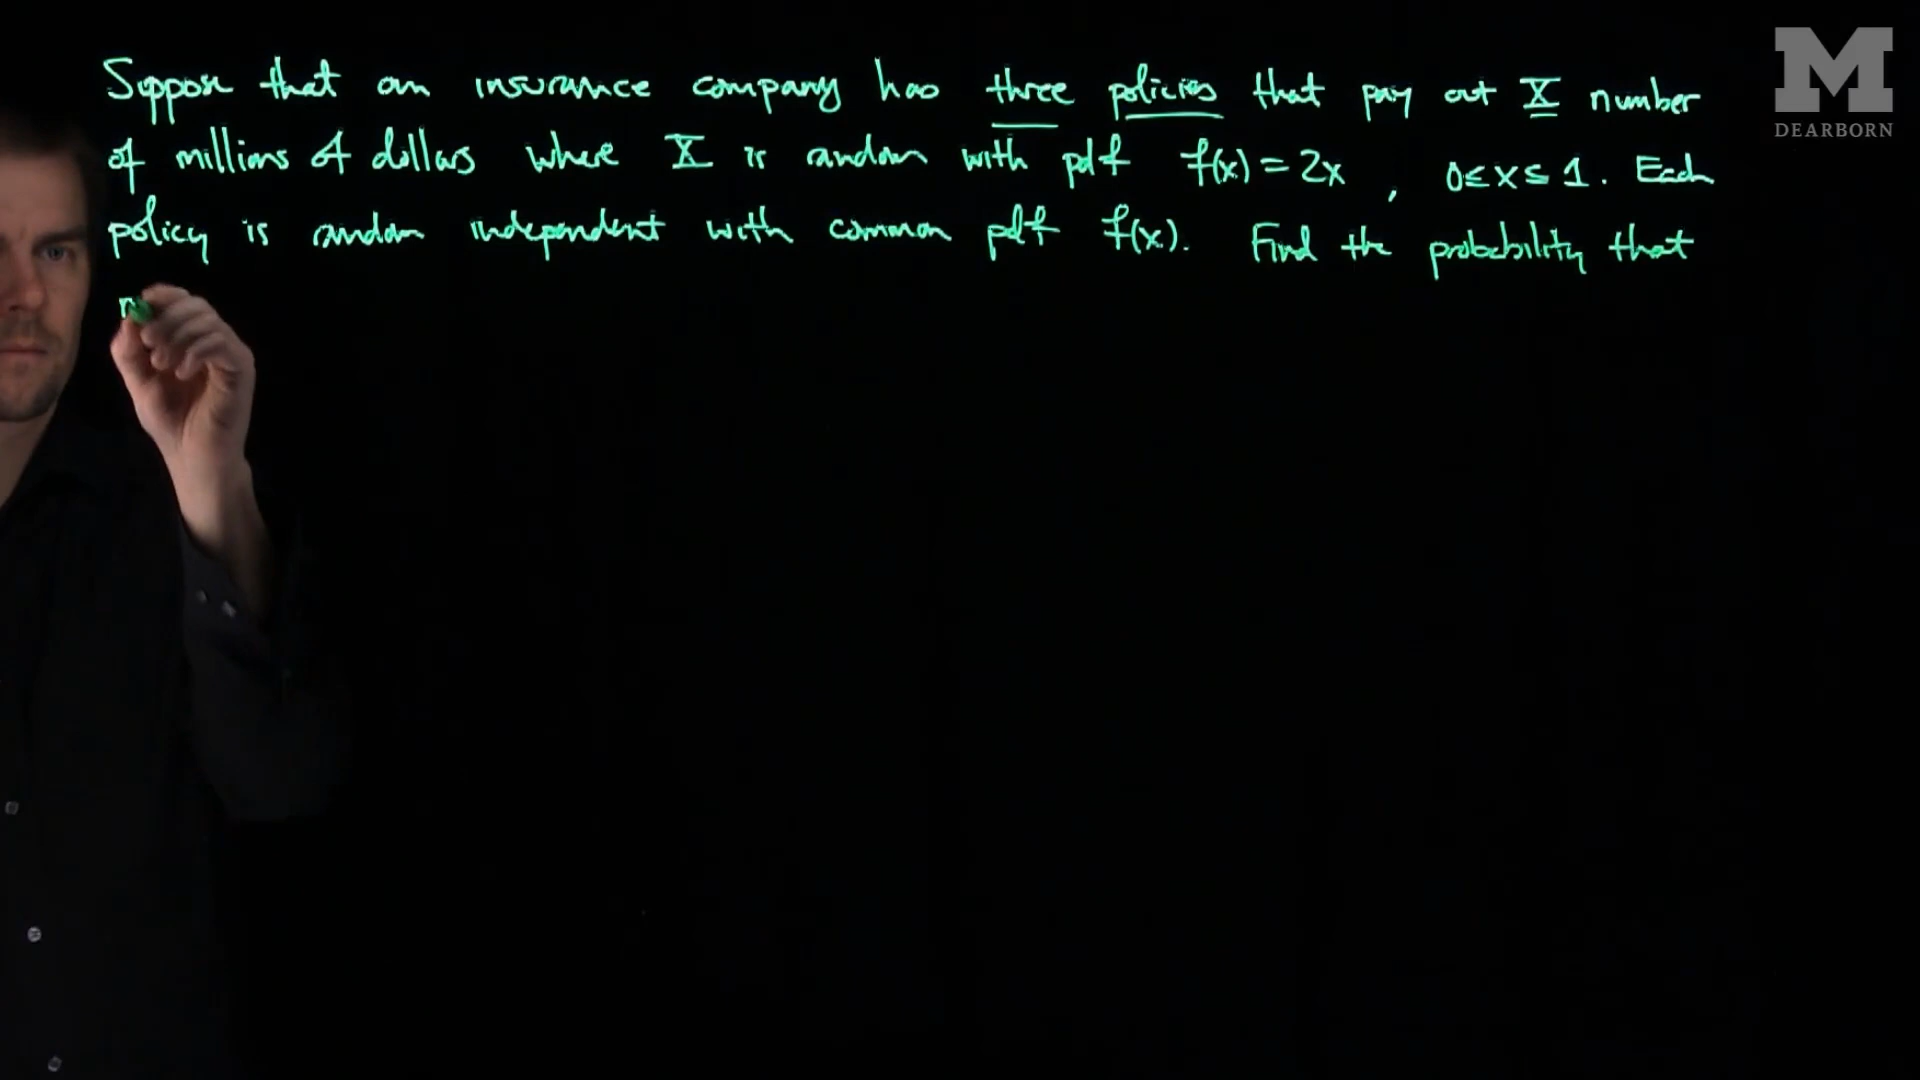 Suppose that an insurance company has three policies that pay out X number
of millions of dollars where X is random with pdf f(x) = 2x , 0 ≤ x ≤ 1. Each
policy is random independent with common pdf f(x). Find the probability that
M
DEARBORN